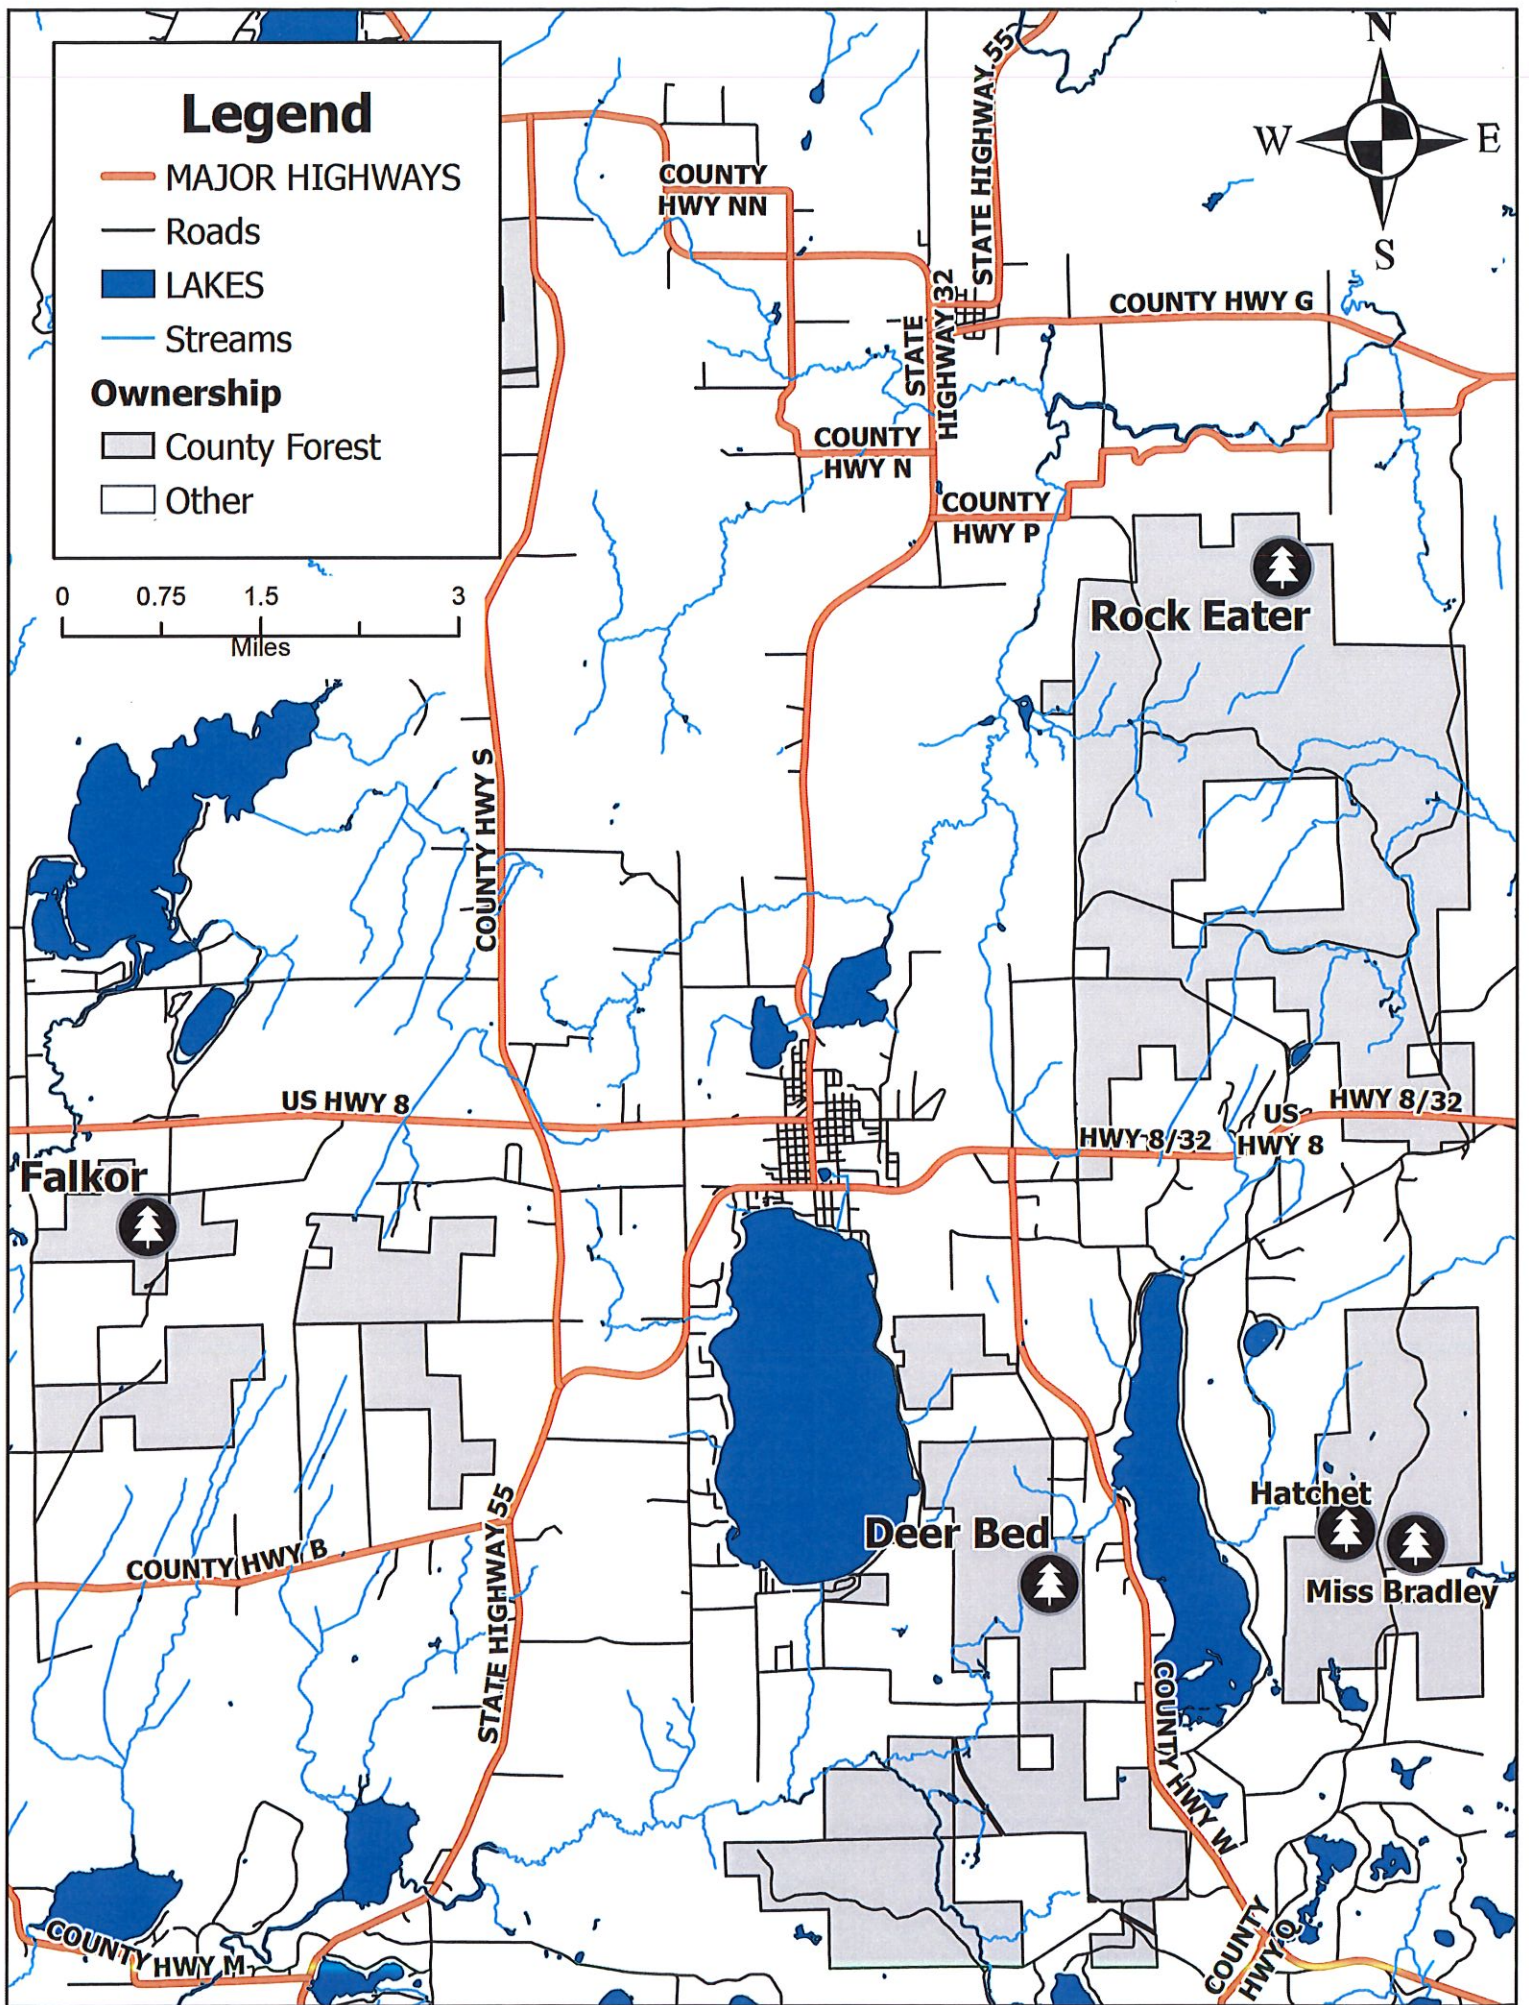 Legend
MAJOR HIGHWAYS
Roads
LAKES
Streams
Ownership
County Forest
Other
0 0.75 1.5 3
Miles
N
W E
S
STATE HIGHWAY 55
COUNTY
HWY NN
STATE
HIGHWAY 32
COUNTY HWY G
COUNTY
HWY N
COUNTY
HWY P
Rock Eater
COUNTY HWY S
US HWY 8
HWY 8/32
US
HWY 8
HWY 8/32
Falkor
Hatchet
Deer Bed
Miss Bradley
STATE HIGHWAY 55
COUNTY HWY B
COUNTY HWY W
COUNTY
HWY M
COUNTY
HWY Q